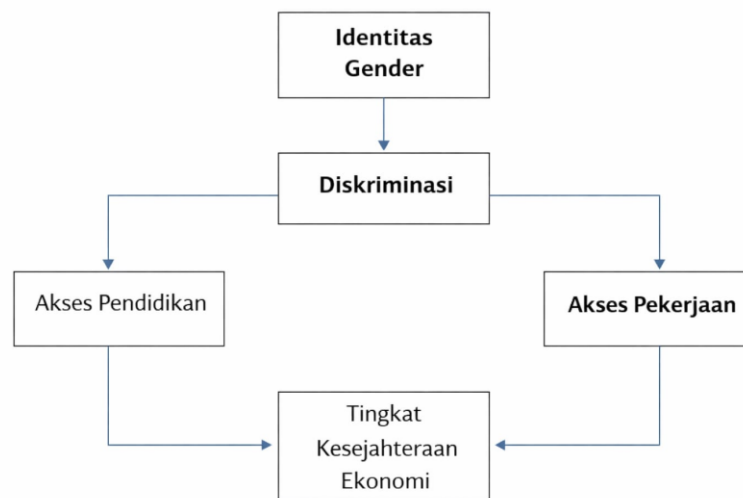 Identitas
Gender
Diskriminasi
Akses Pendidikan
Akses Pekerjaan
Tingkat
Kesejahteraan
Ekonomi